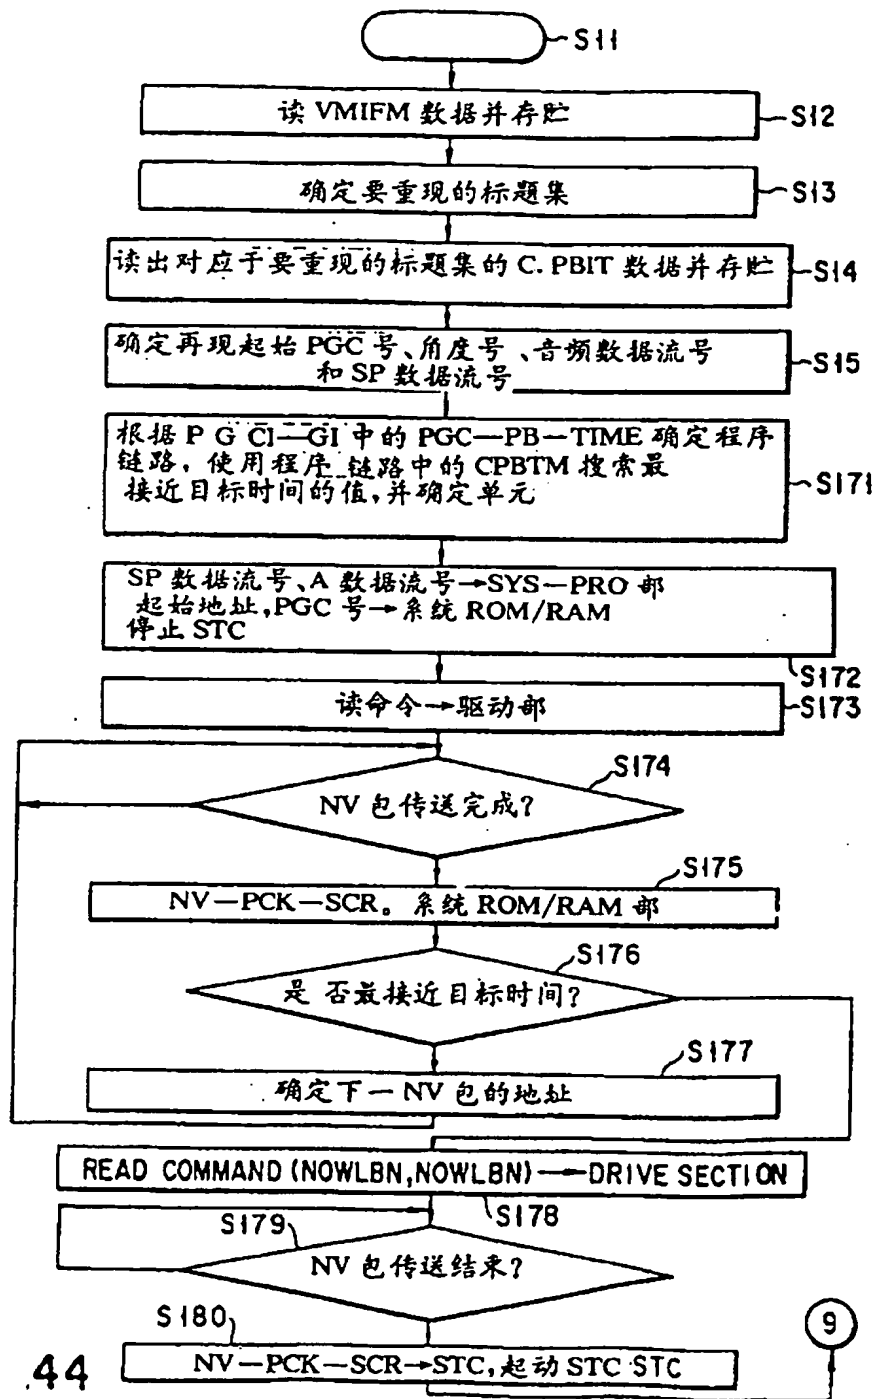 S11
读 VMIFM 数据并存贮
S12
确定要重现的标题集
S13
读出对应于要重现的标题集的 C. PBIT 数据并存贮
S14
确定再现起始 PGC 号、角度号、音频数据流号
和 SP 数据流号
S15
根据 P G CI—GI 中的 PGC—PB—TIME 确定程序
链路, 使用程序 链路中的 CPBTM 搜索最
接近目标时间的值,并确定单元
S171
SP 数据流号、A 数据流号→SYS—PRO 部
起始地址,PGC 号→系统 ROM/RAM
停止 STC
S172
读命令→驱动部
S173
S174
NV 包传送完成?
S175
NV—PCK—SCR。系统 ROM/RAM 部
S176
是 否最接近目标时间?
S177
确定下一 NV 包的地址
READ COMMAND (NOWLBN,NOWLBN)→DRIVE SECTION
S178
S179
NV 包传送结束?
S180
9
NV—PCK—SCR→STC,起动 STC STC
.44